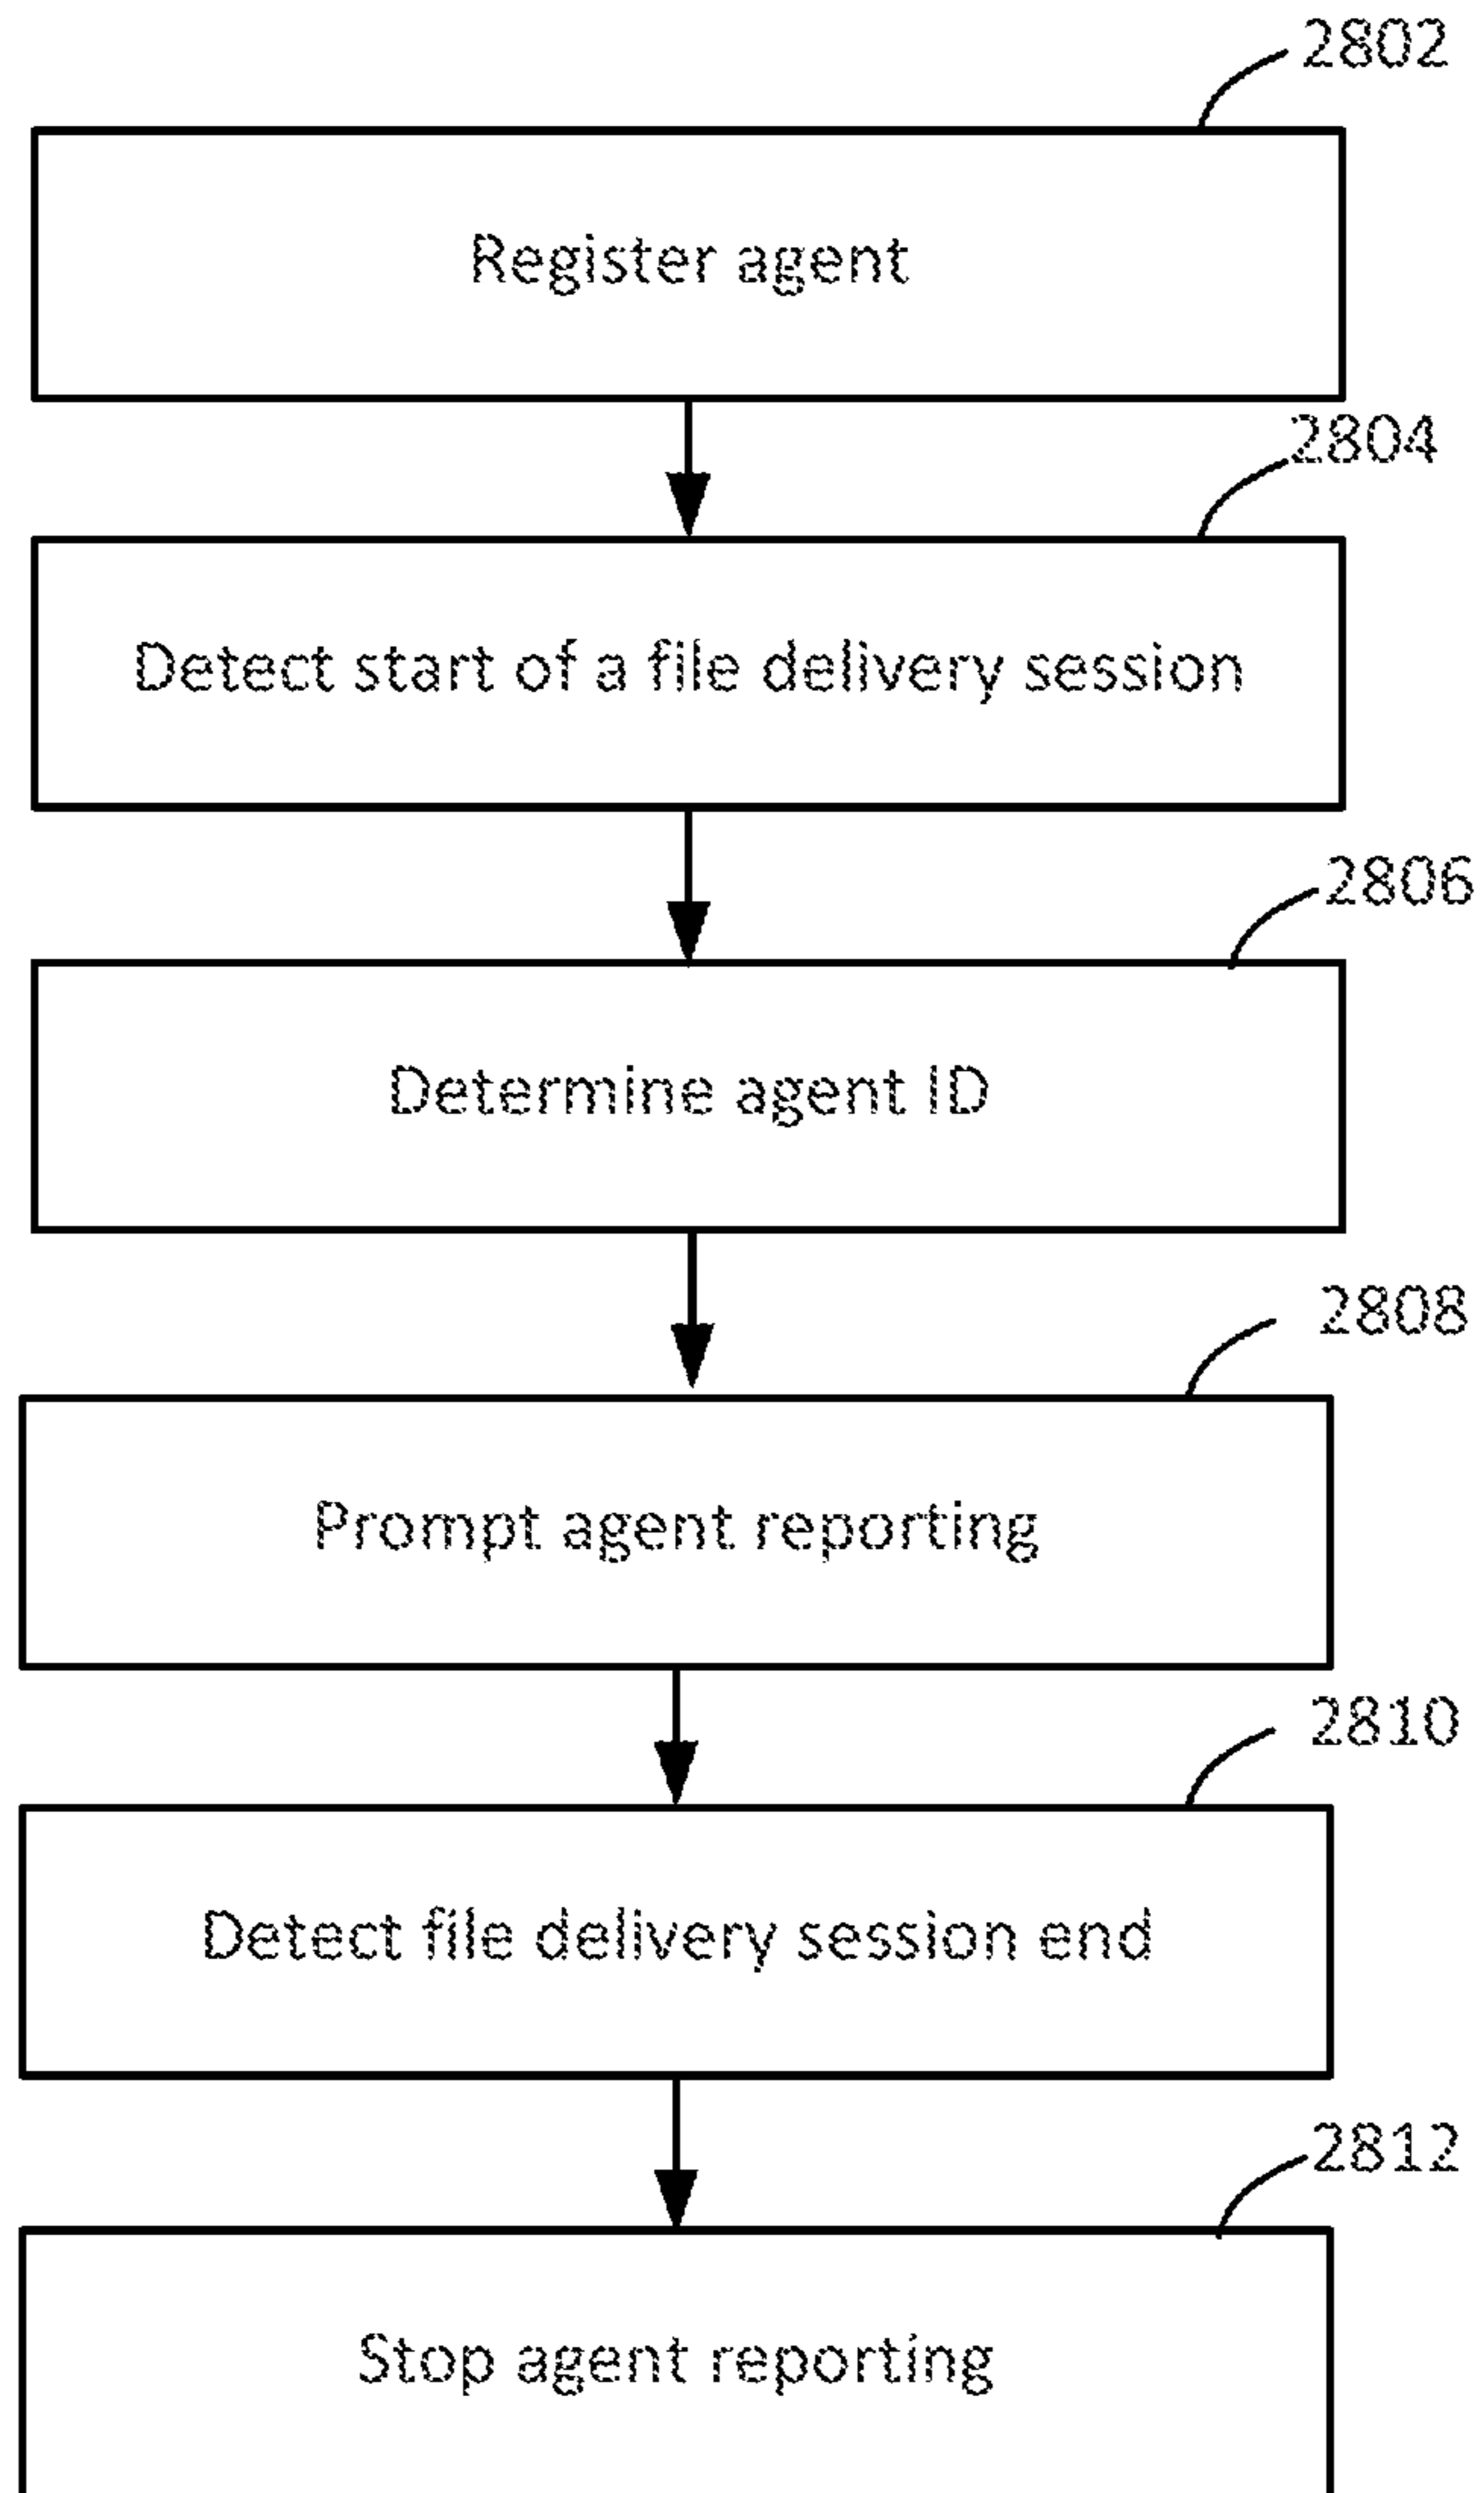 2802
Register agent
2804
Detect start of a file delivery session
2806
Determine agent ID
2808
Prompt agent reporting
2810
Detect file delivery session end
2812
Stop agent reporting